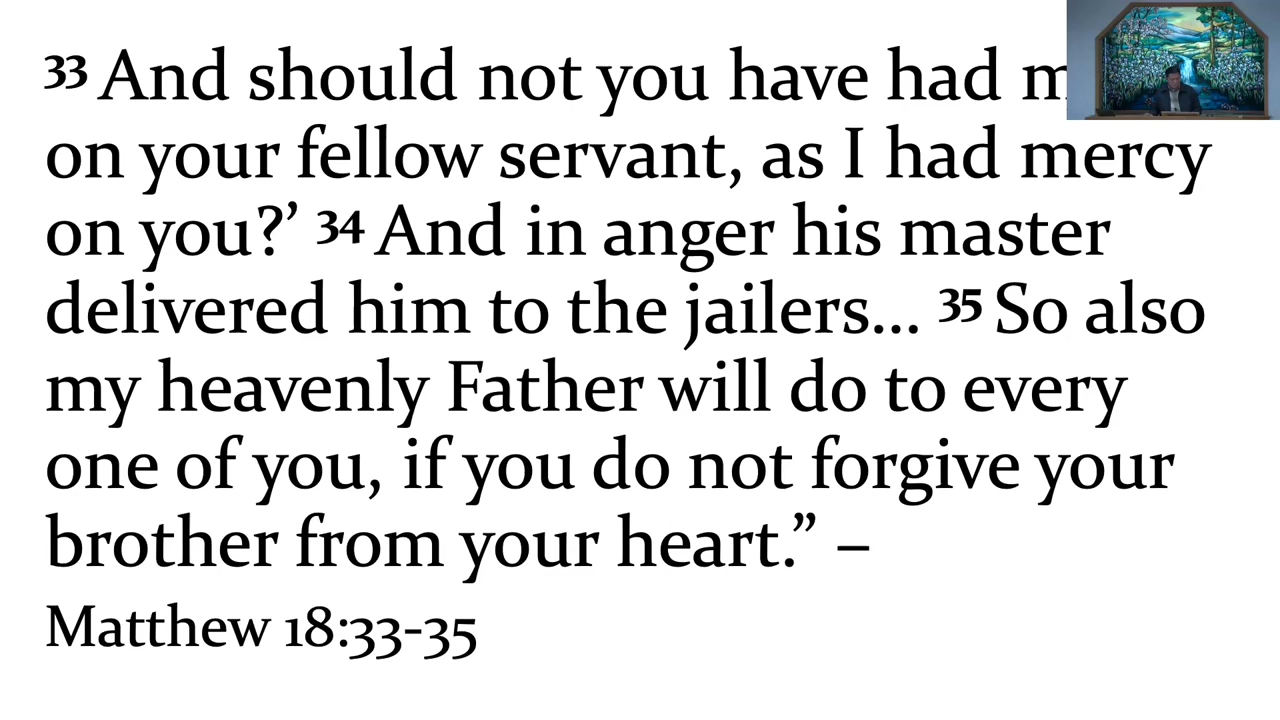 33 And should not you have had
on your fellow servant, as I had mercy
on you?’ 34 And in anger his master
delivered him to the jailers... 35 So also
my heavenly Father will do to every
one of you, if you do not forgive your
brother from your heart.” –
Matthew 18:33-35